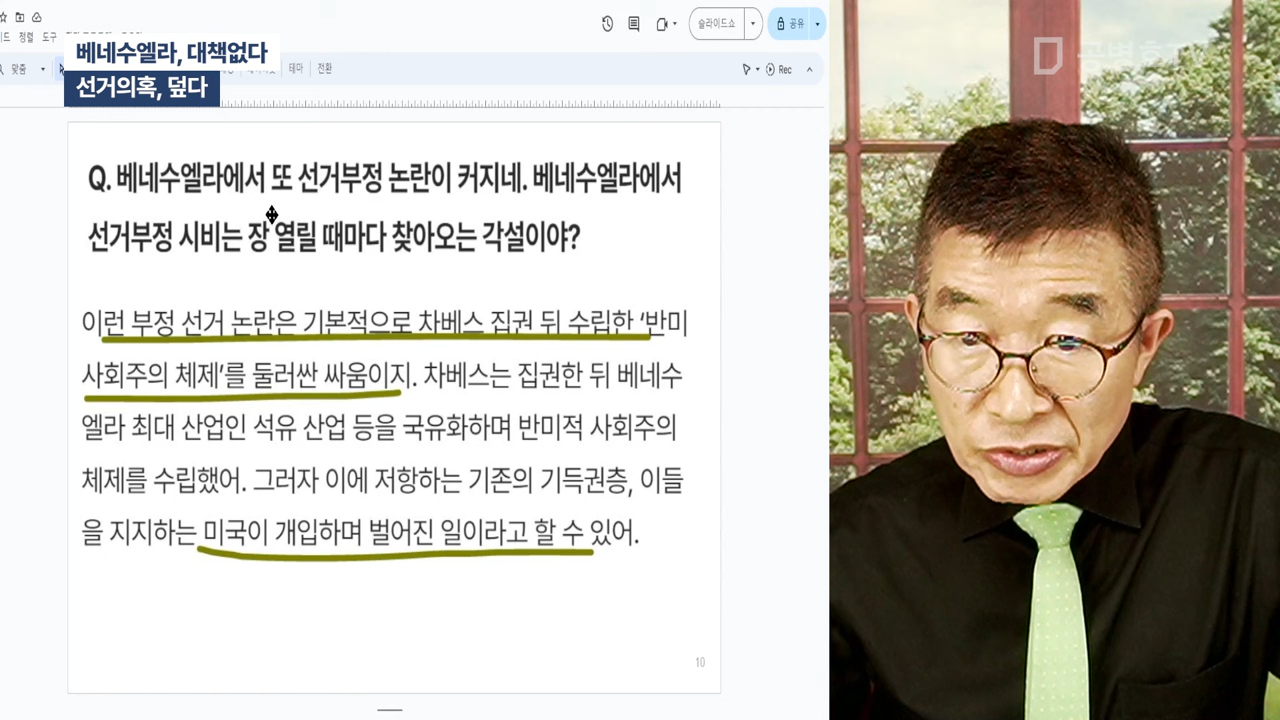 슬라이드쇼
공유
이드 정렬 도구
베네수엘라, 대책없다
선거의혹, 덮다
맞춤
테마
전환
Rec
Q. 베네수엘라에서 또 선거부정 논란이 커지네. 베네수엘라에서
선거부정 시비는 장 열릴 때마다 찾아오는 각설이야?
이런 부정 선거 논란은 기본적으로 차베스 집권 뒤 수립한 ‘반미
사회주의 체제’를 둘러싼 싸움이지. 차베스는 집권한 뒤 베네수
엘라 최대 산업인 석유 산업 등을 국유화하며 반미적 사회주의
체제를 수립했어. 그러자 이에 저항하는 기존의 기득권층, 이들
을 지지하는 미국이 개입하며 벌어진 일이라고 할 수 있어.
10